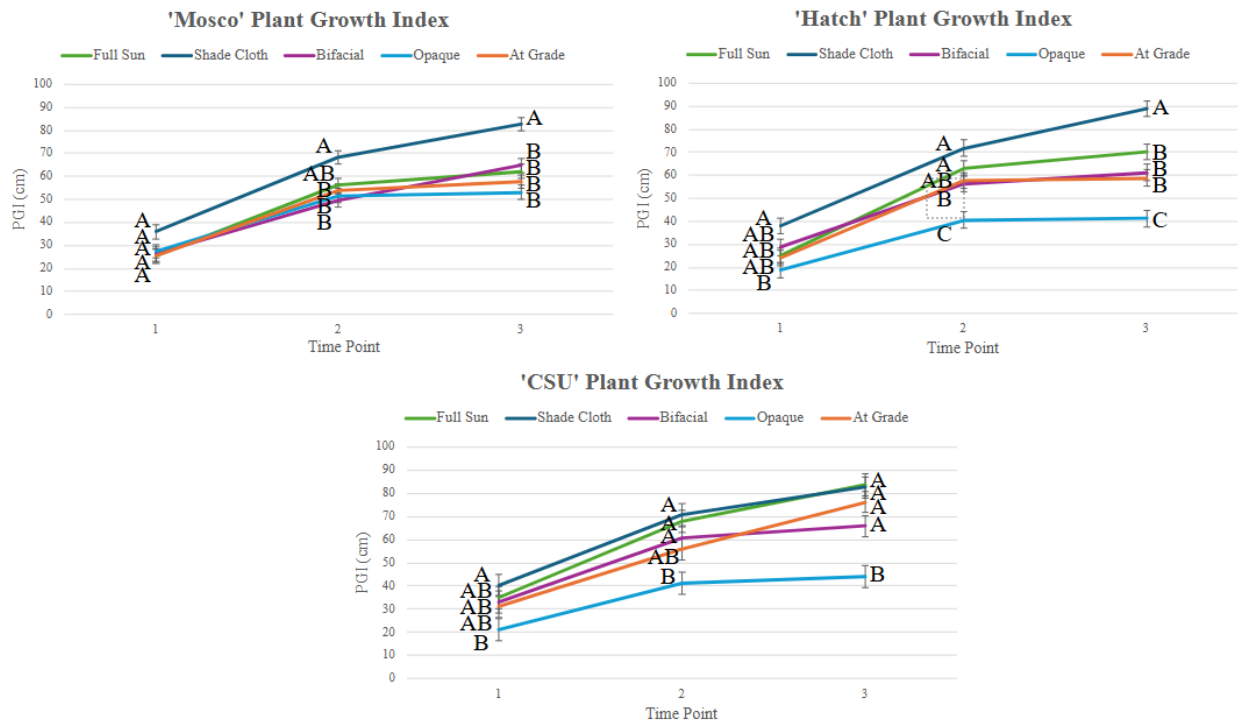 'Mosco' Plant Growth Index
Full Sun Shade Cloth Bifacial Opaque At Grade
100
90
80
70
60
50
40
30
20
10
0
PGI (cm)
A
A
A
A
A
A
AB
B
B
B
A
B
B
B
B
1 2 3
Time Point
'Hatch' Plant Growth Index
Full Sun Shade Cloth Bifacial Opaque At Grade
100
90
80
70
60
50
40
30
20
10
0
PGI (cm)
A
AB
AB
AB
B
A
A
AB
B
C
A
B
B
B
C
1 2 3
Time Point
'CSU' Plant Growth Index
Full Sun Shade Cloth Bifacial Opaque At Grade
100
90
80
70
60
50
40
30
20
10
0
PGI (cm)
A
AB
AB
AB
B
A
A
A
AB
B
A
A
A
A
B
1 2 3
Time Point